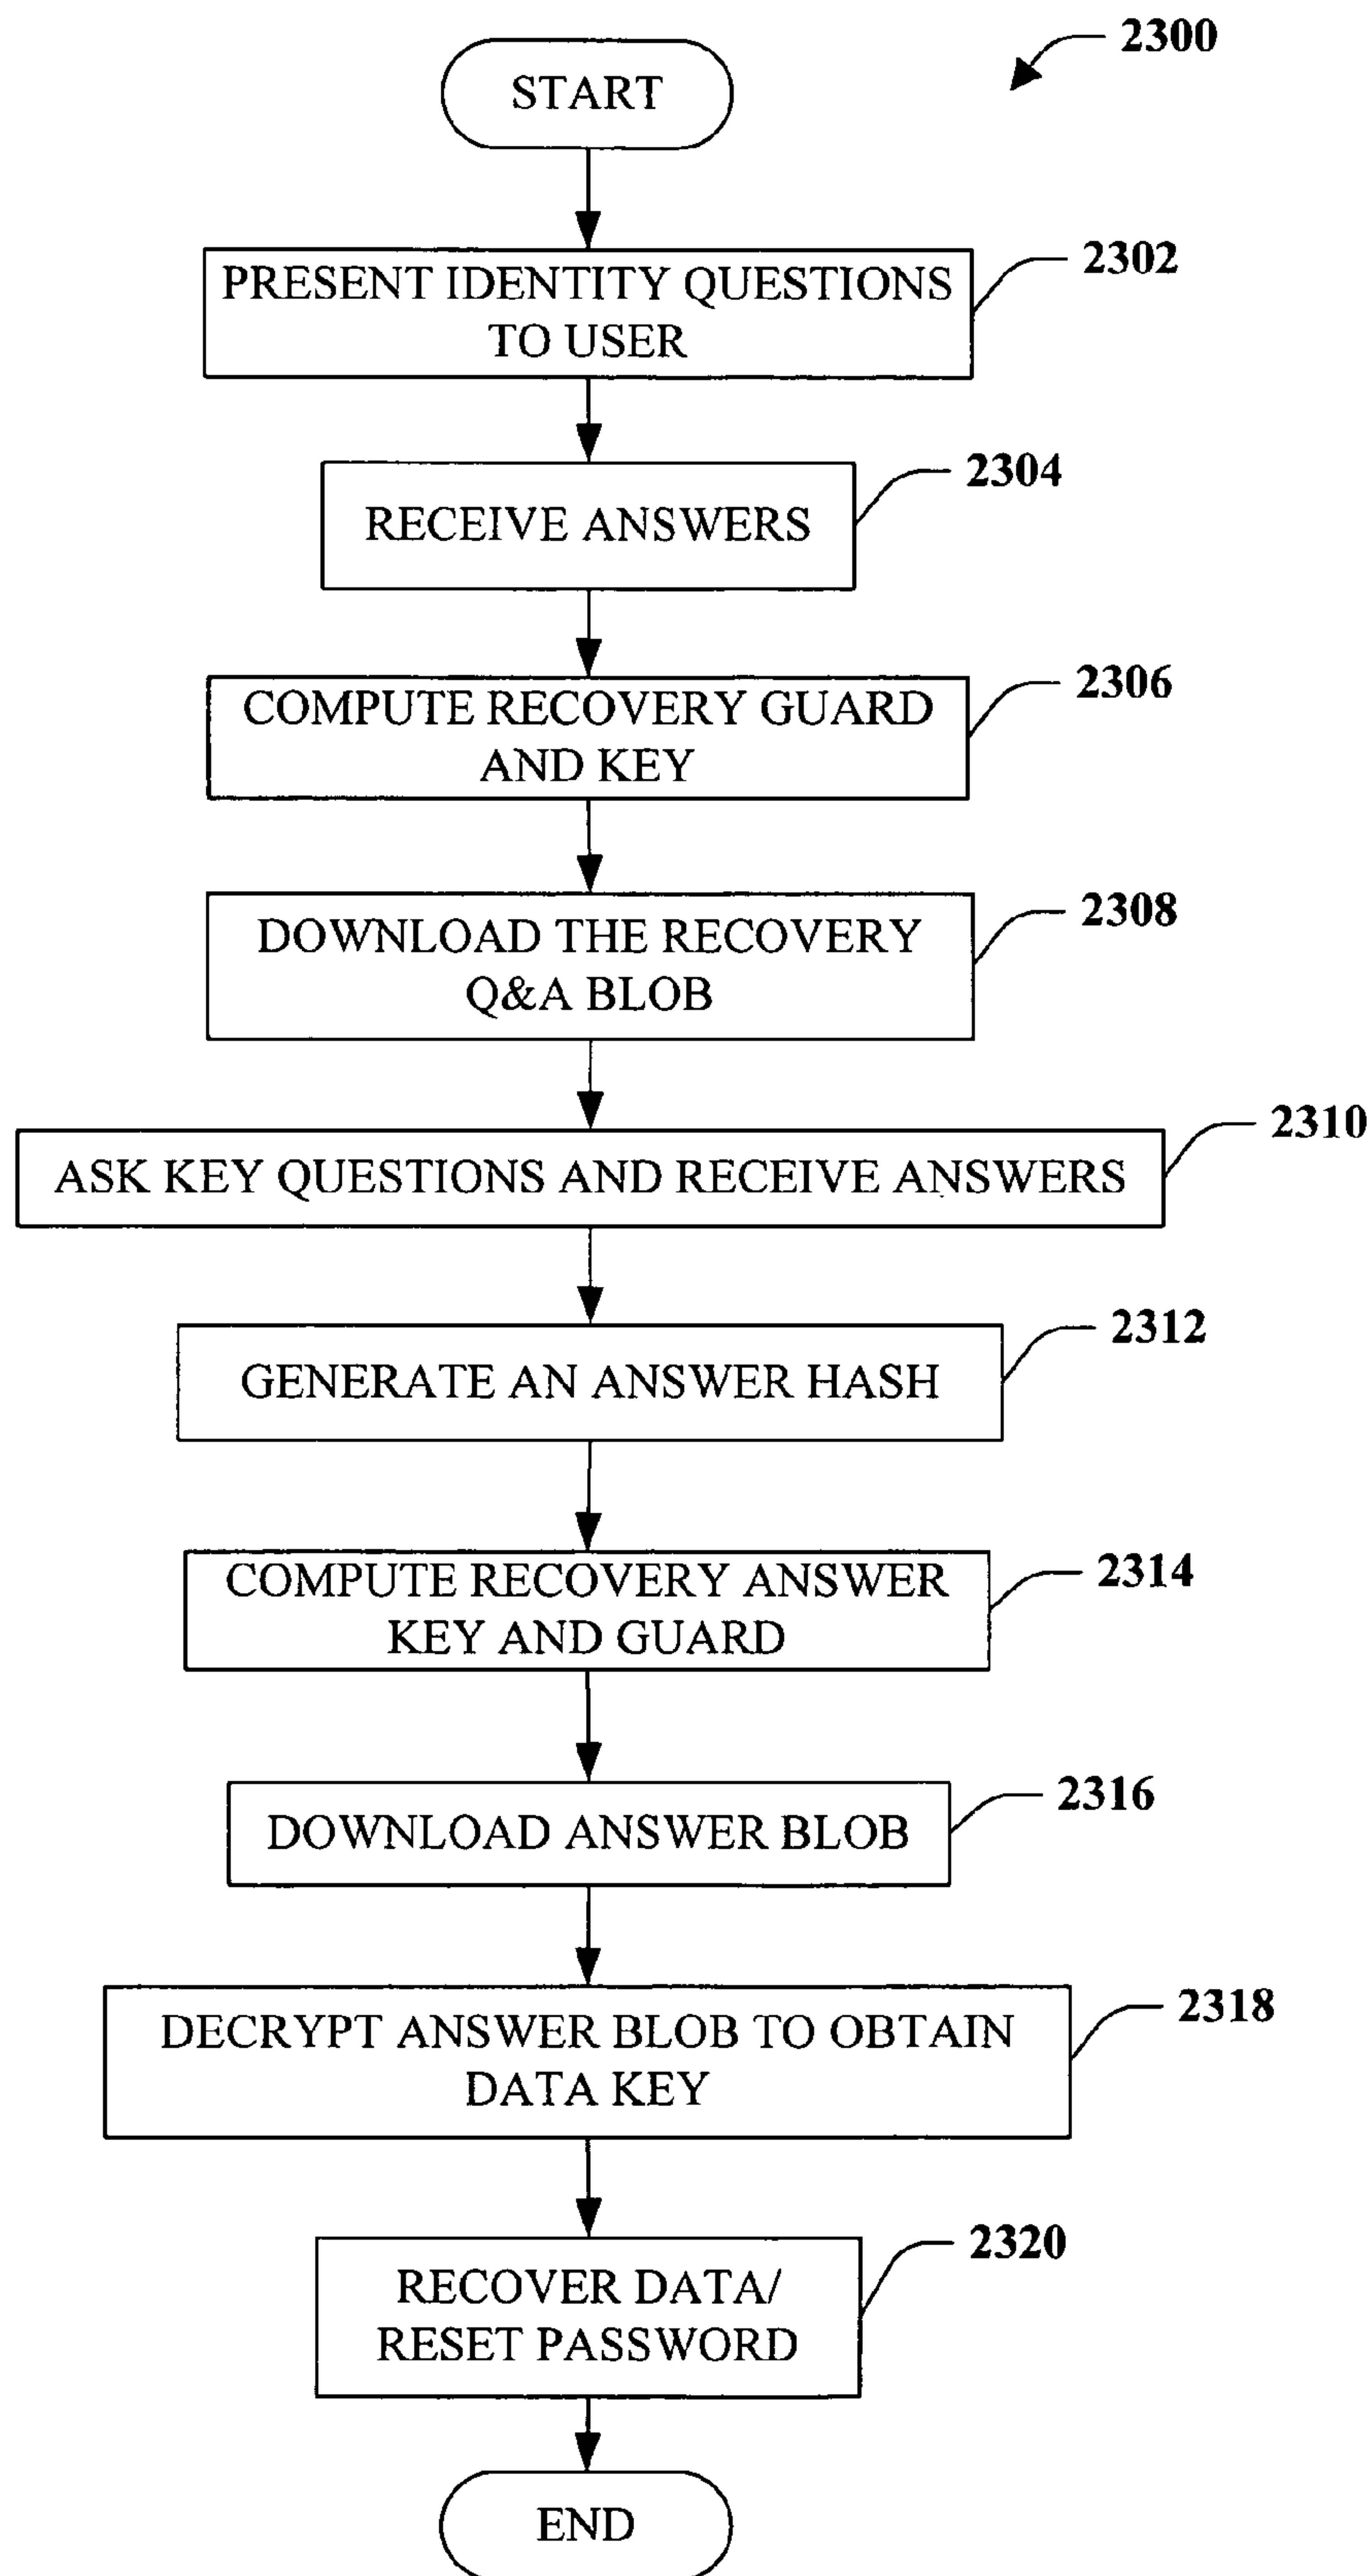 2300
START
PRESENT IDENTITY QUESTIONS
TO USER
2302
RECEIVE ANSWERS
2304
COMPUTE RECOVERY GUARD
AND KEY
2306
DOWNLOAD THE RECOVERY
Q&A BLOB
2308
ASK KEY QUESTIONS AND RECEIVE ANSWERS
2310
GENERATE AN ANSWER HASH
2312
COMPUTE RECOVERY ANSWER
KEY AND GUARD
2314
DOWNLOAD ANSWER BLOB
2316
DECRYPT ANSWER BLOB TO OBTAIN
DATA KEY
2318
RECOVER DATA/
RESET PASSWORD
2320
END